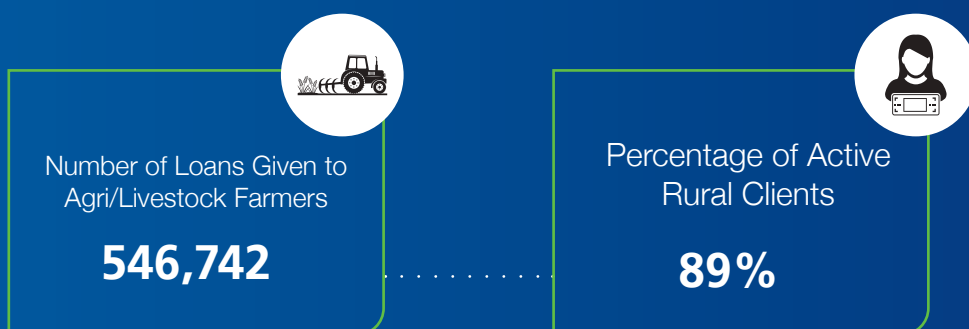 Number of Loans Given to
Agri/Livestock Farmers
546,742
Percentage of Active
Rural Clients
89%